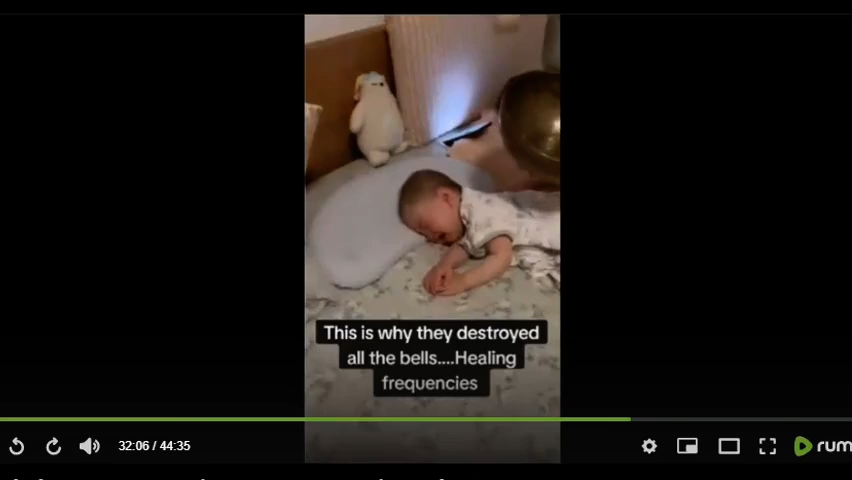 This is why they destroyed
all the bells....Healing
frequencies
32:06 / 44:35
rum